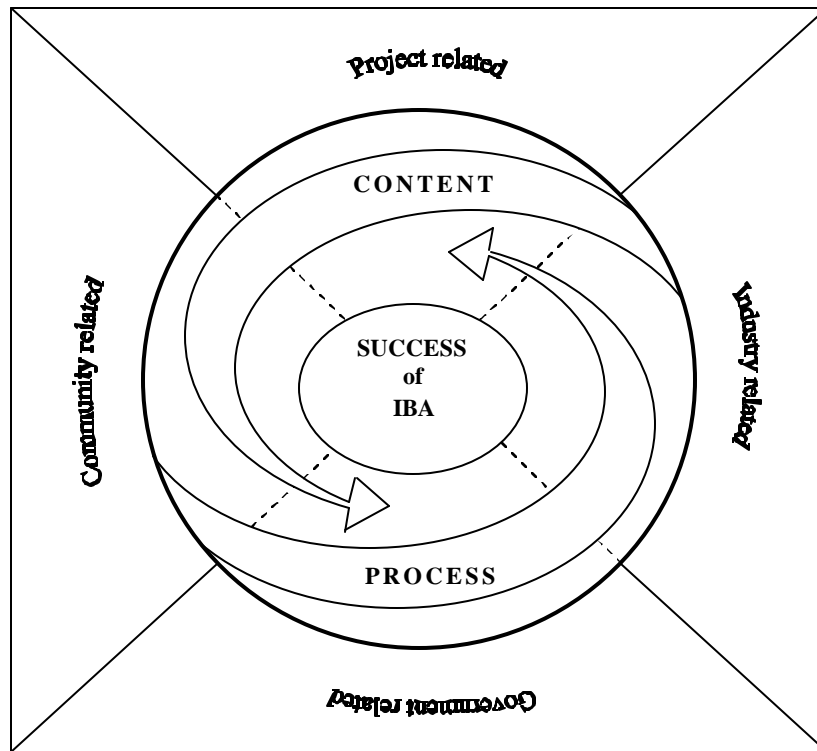 Project related
CONTENT
Community related
Industry related
SUCCESS
of
IBA
PROCESS
Government related